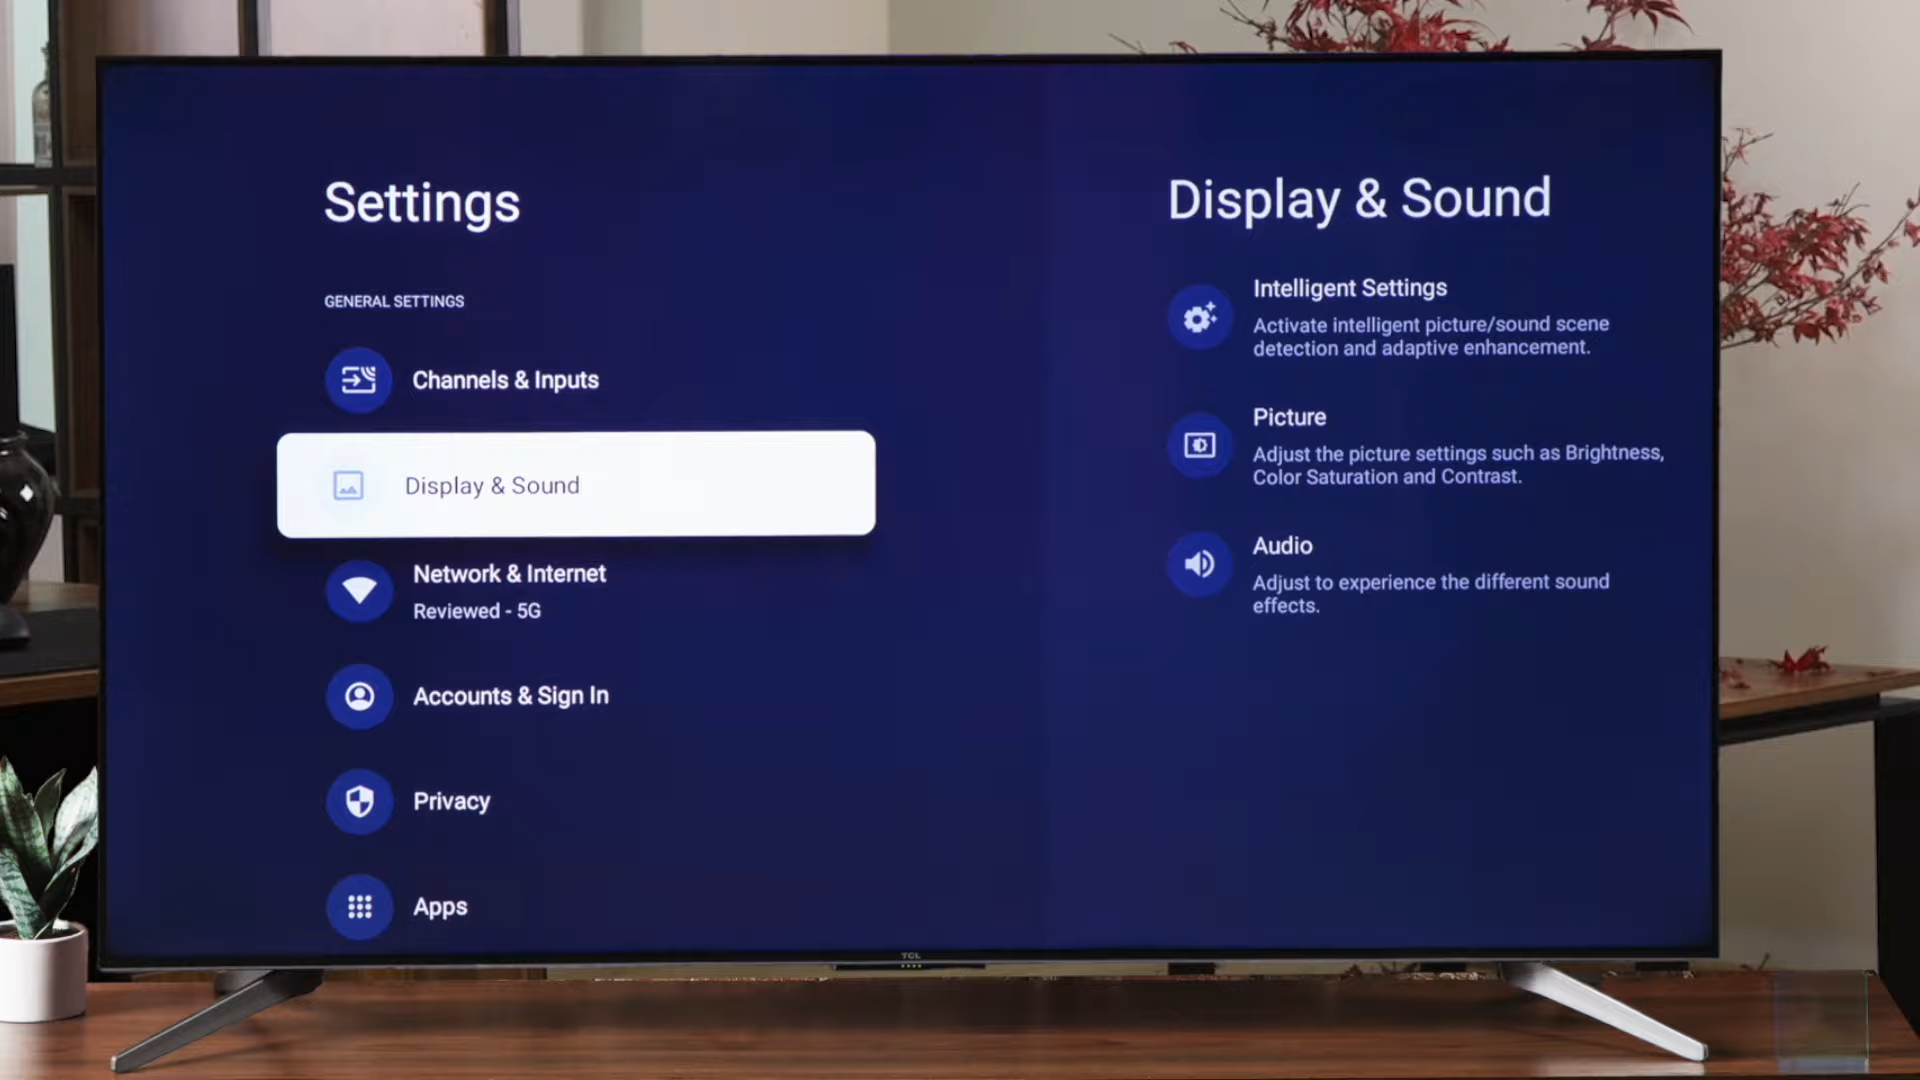 Settings
GENERAL SETTINGS
Channels & Inputs
Display & Sound
Network & Internet
Reviewed - 5G
Accounts & Sign In
Privacy
Apps
Display & Sound
Intelligent Settings
Activate intelligent picture/sound scene
detection and adaptive enhancement.
Picture
Adjust the picture settings such as Brightness,
Color Saturation and Contrast.
Audio
Adjust to experience the different sound
effects.
TCL